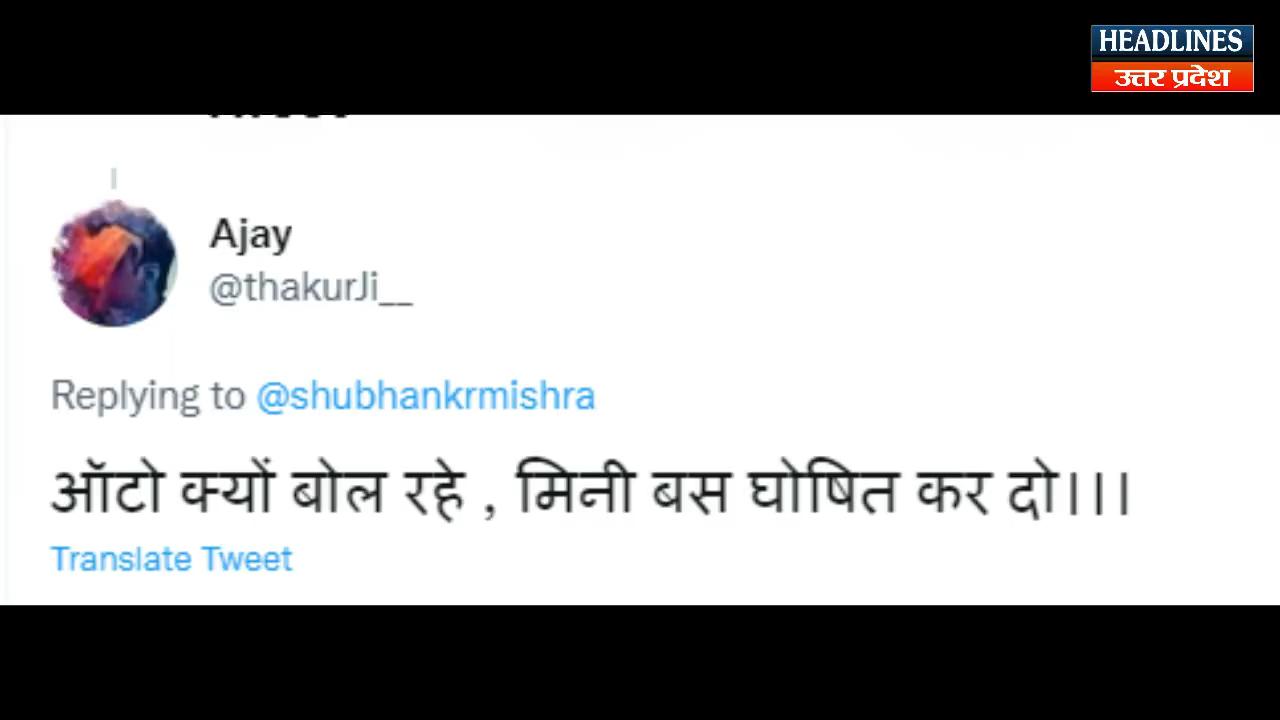 HEADLINES
उत्तर प्रदेश
Ajay
@thakurJi__
Replying to @shubhankrmishra
ऑटो क्यों बोल रहे , मिनी बस घोषित कर दो।।।
Translate Tweet